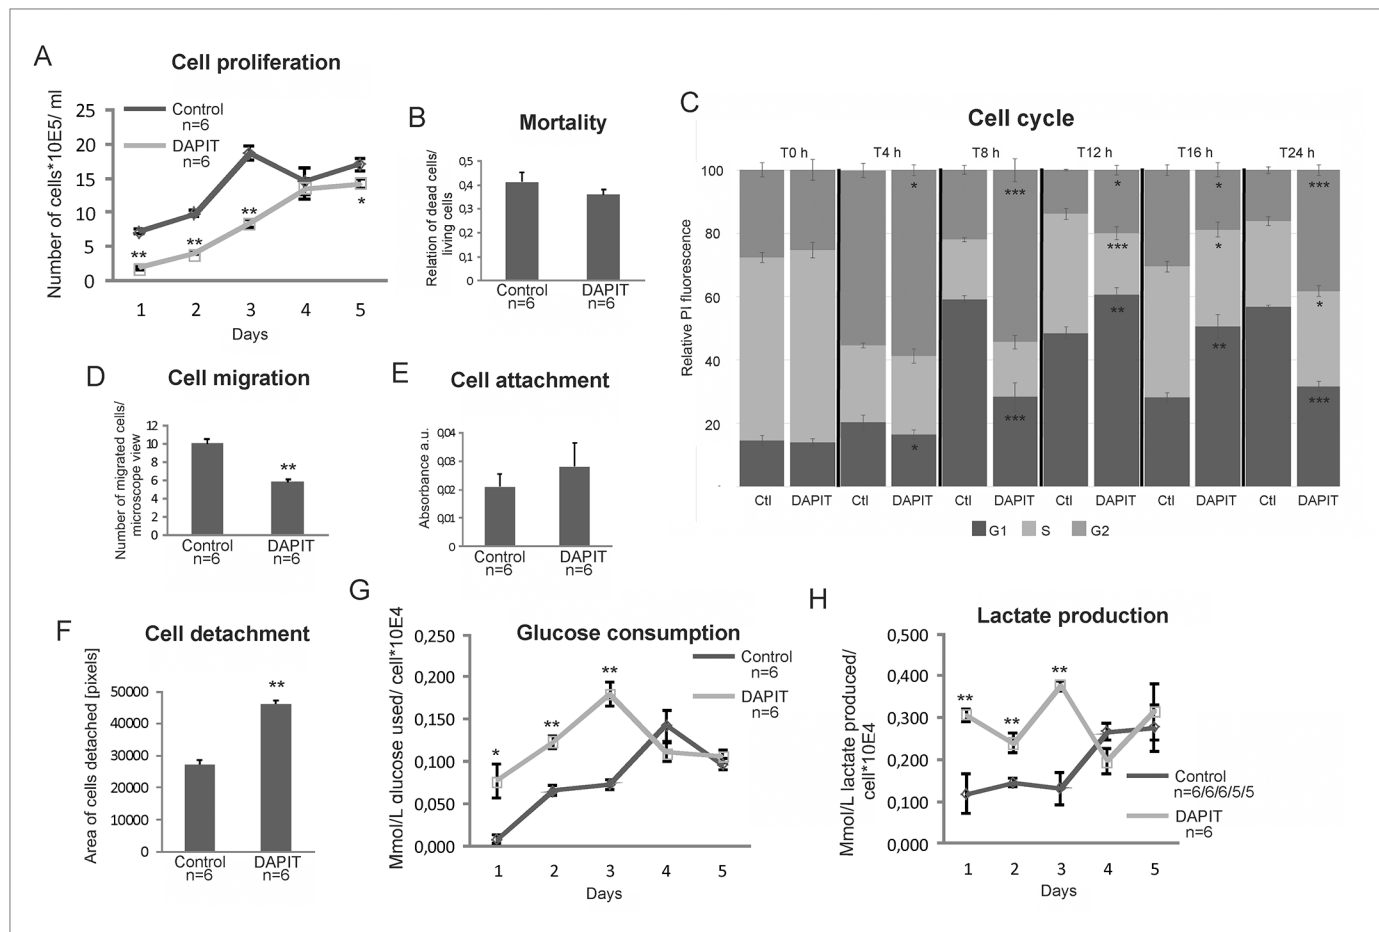 A
Cell proliferation
Number of cells*10E5/ ml
25
20
15
10
5
0
Control
n=6
DAPIT
n=6
**
**
**
*
1 2 3 4 5
Days
B
Mortality
Relation of dead cells/
living cells
0,5
0,4
0,3
0,2
0,1
0
Control DAPIT
n=6 n=6
C
Cell cycle
T0 h T4 h T8 h T12 h T16 h T24 h
Relative PI fluorescence
100
80
60
40
20
-
* *** * * ***
*** * *
* *** ** ** ***
Ctl DAPIT Ctl DAPIT Ctl DAPIT Ctl DAPIT Ctl DAPIT Ctl DAPIT
G1 S G2
D
Cell migration
Number of migrated cells/
microscope view
12
10
8
6
4
2
0
**
Control DAPIT
n=6 n=6
E
Cell attachment
Absorbance a.u.
0,04
0,03
0,02
0,01
0
Control DAPIT
n=6 n=6
F
Cell detachment
Area of cells detached [pixels]
50000
40000
30000
20000
10000
0
**
Control DAPIT
n=6 n=6
G
Glucose consumption
Mmol/L glucose used/ cell*10E4
0,250
0,200
0,150
0,100
0,050
0,000
Control
n=6
DAPIT
n=6
*
**
**
1 2 3 4 5
Days
H
Lactate production
Mmol/L lactate produced/
cell*10E4
0,500
0,400
0,300
0,200
0,100
0,000
**
**
**
Control
n=6/6/6/5/5
DAPIT
n=6
1 2 3 4 5
Days